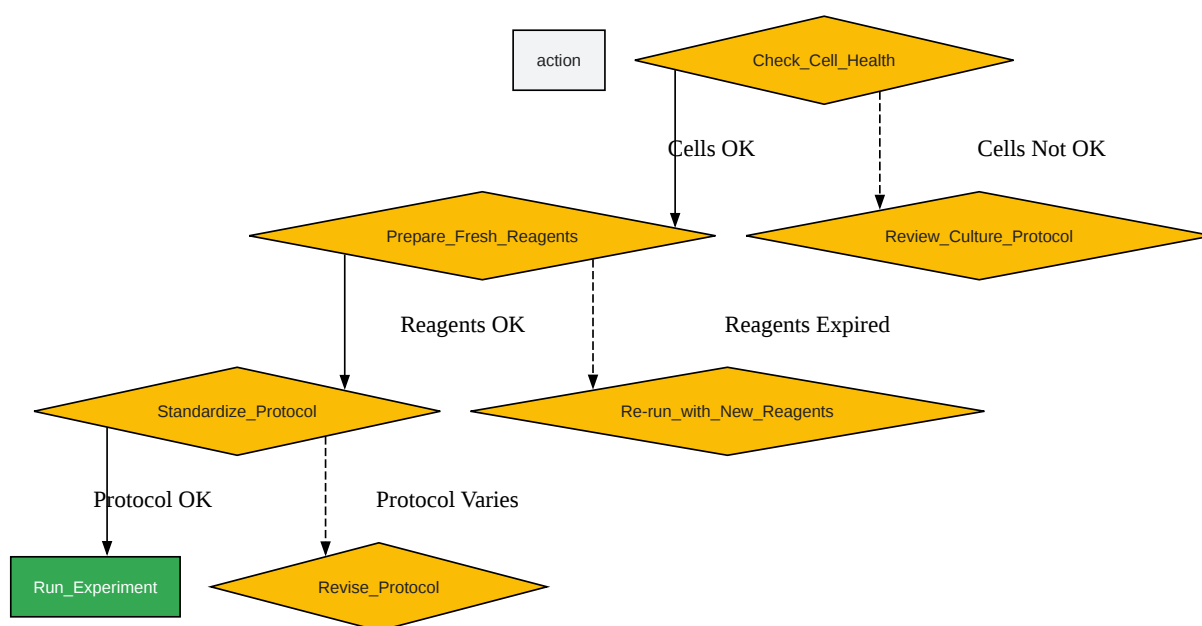 action
Check_Cell_Health
Cells OK
Cells Not OK
Prepare_Fresh_Reagents
Review_Culture_Protocol
Reagents OK
Reagents Expired
Standardize_Protocol
Re-run_with_New_Reagents
Protocol OK
Protocol Varies
Run_Experiment
Revise_Protocol